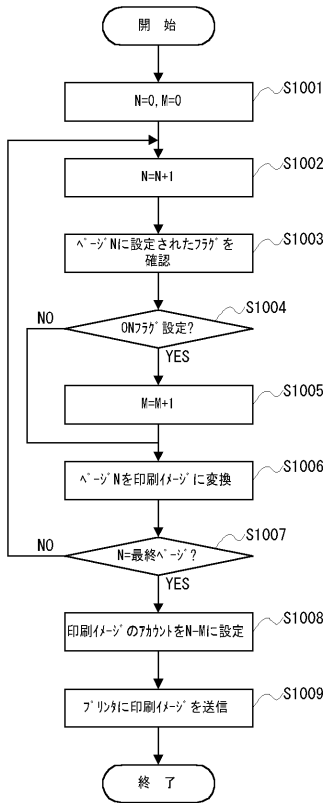 開 始
N=0,M=0
S1001
N=N+1
S1002
ﾍﾟｰｼﾞNに設定されたﾌﾗｸﾞを
確認
S1003
ONﾌﾗｸﾞ設定?
S1004
NO
YES
M=M+1
S1005
ﾍﾟｰｼﾞNを印刷ｲﾒｰｼﾞに変換
S1006
N=最終ﾍﾟｰｼﾞ?
S1007
NO
YES
印刷ｲﾒｰｼﾞのｱｶｳﾝﾄをN-Mに設定
S1008
ﾌﾟﾘﾝﾀに印刷ｲﾒｰｼﾞを送信
S1009
終 了